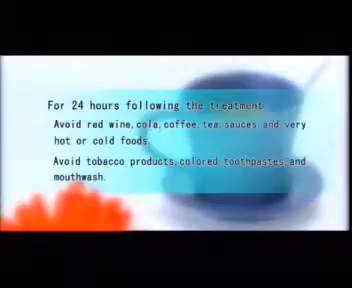 For 24 hours following the treatment
Avoid red wine,cola,coffee,tea,sauces and very
hot or cold foods.
Avoid tobacco products,colored toothpastes,and
mouthwash.